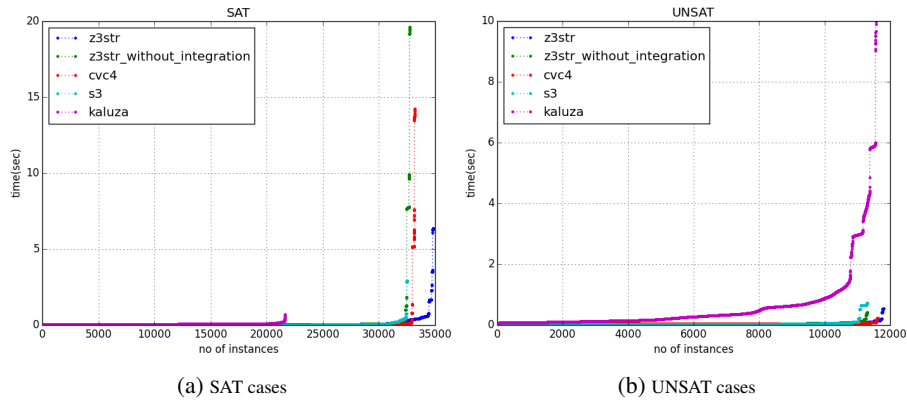 SAT
20
15
10
5
0
time(sec)
z3str
z3str_without_integration
cvc4
s3
kaluza
0 5000 10000 15000 20000 25000 30000 35000
no of instances
(a) SAT cases
UNSAT
10
8
6
4
2
0
time(sec)
z3str
z3str_without_integration
cvc4
s3
kaluza
0 2000 4000 6000 8000 10000 12000
no of instances
(b) UNSAT cases